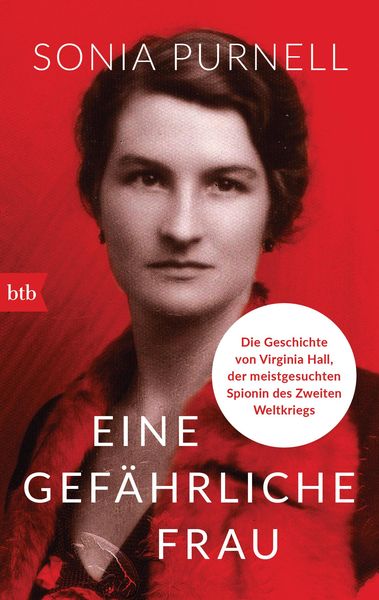 SONIA PURNELL
btb
Die Geschichte
von Virginia Hall,
der meistgesuchten
Spionin des Zweiten
Weltkriegs
EINE
GEFÄHRLICHE
FRAU